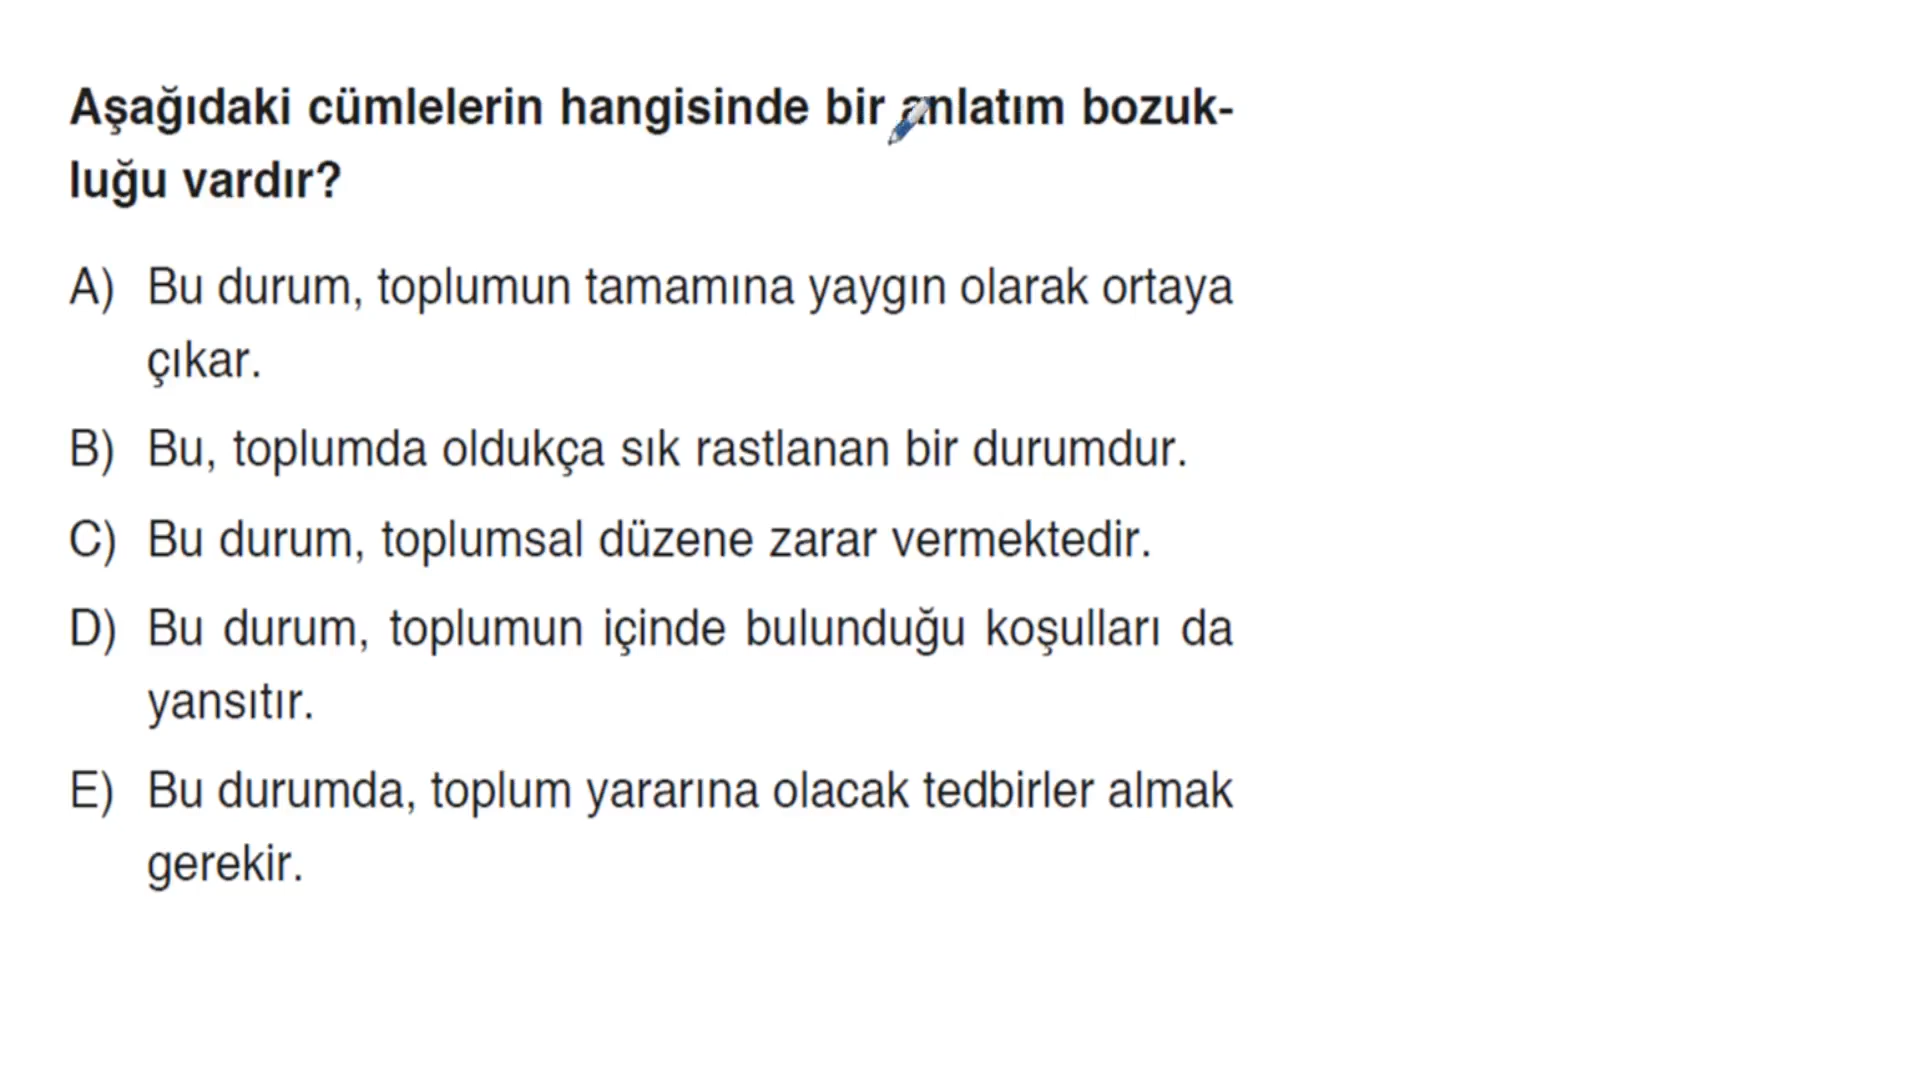 Aşağıdaki cümlelerin hangisinde bir anlatım bozuk-
luğu vardır?
A) Bu durum, toplumun tamamına yaygın olarak ortaya
çıkar.
B) Bu, toplumda oldukça sık rastlanan bir durumdur.
C) Bu durum, toplumsal düzene zarar vermektedir.
D) Bu durum, toplumun içinde bulunduğu koşulları da
yansıtır.
E) Bu durumda, toplum yararına olacak tedbirler almak
gerekir.